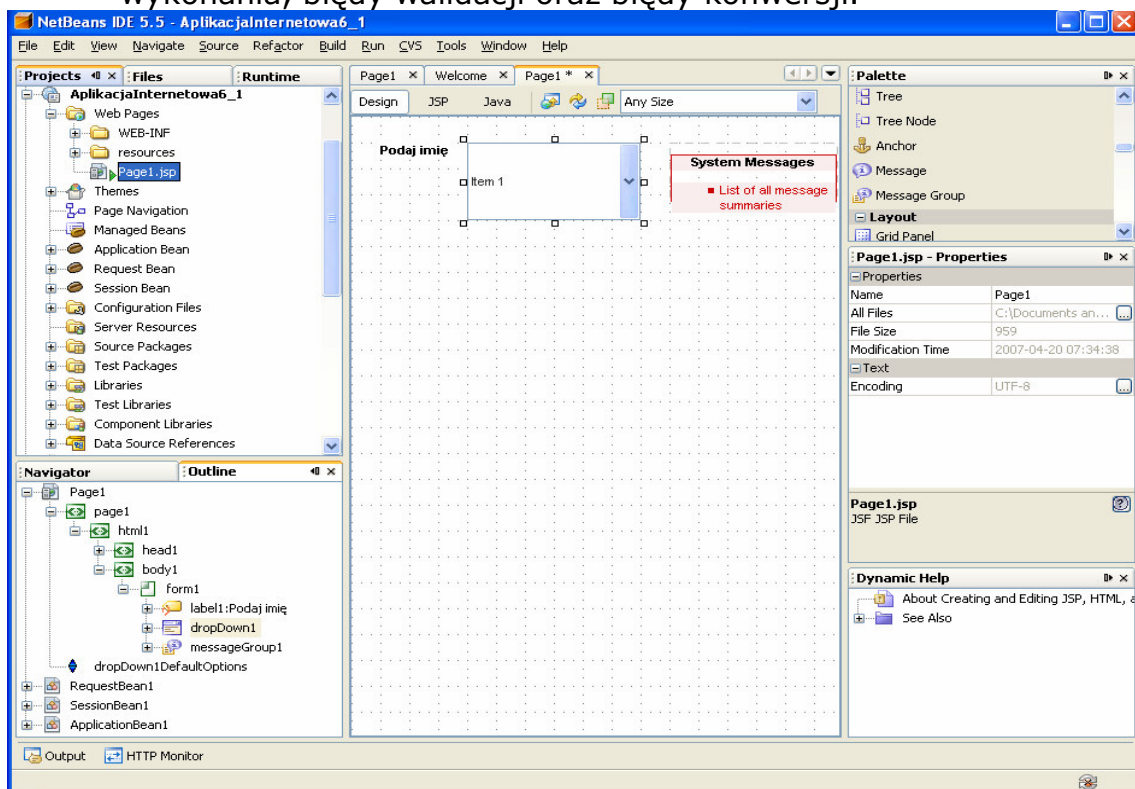 wykonania, błędy walidacji oraz błędy konwersji.
NetBeans IDE 5.5 - AplikacjaInternetowa6_1
File Edit View Navigate Source Refactor Build Run CVS Tools Window Help
Projects Files Runtime
AplikacjaInternetowa6_1
Web Pages
WEB-INF
resources
Page1.jsp
Themes
Page Navigation
Managed Beans
Application Bean
Request Bean
Session Bean
Configuration Files
Server Resources
Source Packages
Test Packages
Libraries
Test Libraries
Component Libraries
Data Source References
Navigator Outline
Page1
page1
html1
head1
body1
form1
label1:Podaj imię
dropDown1
messageGroup1
dropDown1DefaultOptions
RequestBean1
SessionBean1
ApplicationBean1
Page1 Welcome Page1 *
Design JSP Java Any Size
Podaj imię
Item 1
System Messages
List of all message
summaries
Palette
Tree
Tree Node
Anchor
Message
Message Group
Layout
Grid Panel
Page1.jsp - Properties
Properties
Name Page1
All Files C:\Documents an... ...
File Size 959
Modification Time 2007-04-20 07:34:38
Text
Encoding UTF-8 ...
Page1.jsp
JSF JSP File
Dynamic Help
About Creating and Editing JSP, HTML,
See Also
Output HTTP Monitor